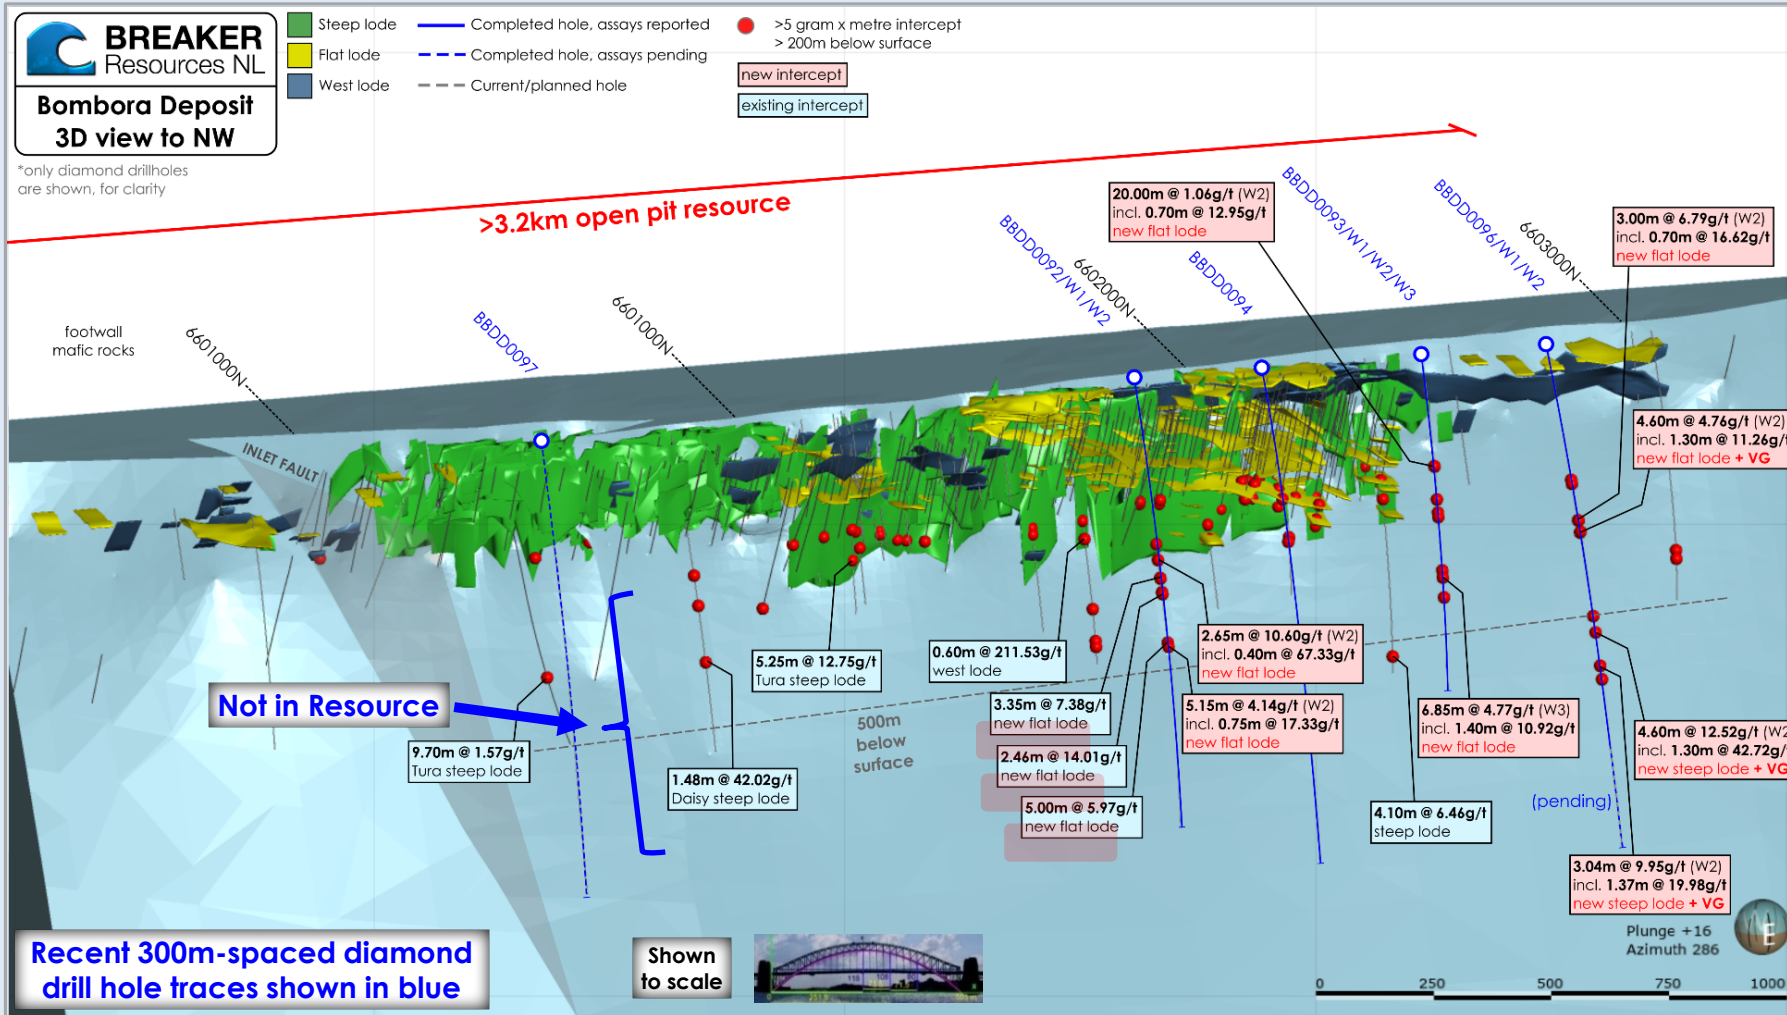 BREAKER
Resources NL
Bombora Deposit
3D view to NW
*only diamond drillholes
are shown, for clarity
Steep lode
Flat lode
West lode
Completed hole, assays reported
Completed hole, assays pending
Current/planned hole
>5 gram x metre intercept
> 200m below surface
new intercept
existing intercept
>3.2km open pit resource
footwall
mafic rocks
6601000N
BBDD0097
6601000N
BBDD0092/W1/W2
6602000N
BBDD0094
BBDD0093/W1/W2/W3
BBDD0096/W1/W2
6603000N
20.00m @ 1.06g/t (W2)
incl. 0.70m @ 12.95g/t
new flat lode
3.00m @ 6.79g/t (W2)
incl. 0.70m @ 16.62g/t
new flat lode
4.60m @ 4.76g/t (W2)
incl. 1.30m @ 11.26g/t
new flat lode + VG
INLET FAULT
Not in Resource
9.70m @ 1.57g/t
Tura steep lode
1.48m @ 42.02g/t
Daisy steep lode
5.25m @ 12.75g/t
Tura steep lode
0.60m @ 211.53g/t
west lode
500m
below
surface
3.35m @ 7.38g/t
new flat lode
2.46m @ 14.01g/t
new flat lode
5.00m @ 5.97g/t
new flat lode
2.65m @ 10.60g/t (W2)
incl. 0.40m @ 67.33g/t
new flat lode
5.15m @ 4.14g/t (W2)
incl. 0.75m @ 17.33g/t
new flat lode
6.85m @ 4.77g/t (W3)
incl. 1.40m @ 10.92g/t
new flat lode
4.10m @ 6.46g/t
steep lode
(pending)
4.60m @ 12.52g/t (W2
incl. 1.30m @ 42.72g/
new steep lode + VG
3.04m @ 9.95g/t (W2)
incl. 1.37m @ 19.98g/t
new steep lode + VG
Plunge +16
Azimuth 286
E
0 250 500 750 1000
Recent 300m-spaced diamond
drill hole traces shown in blue
Shown
to scale